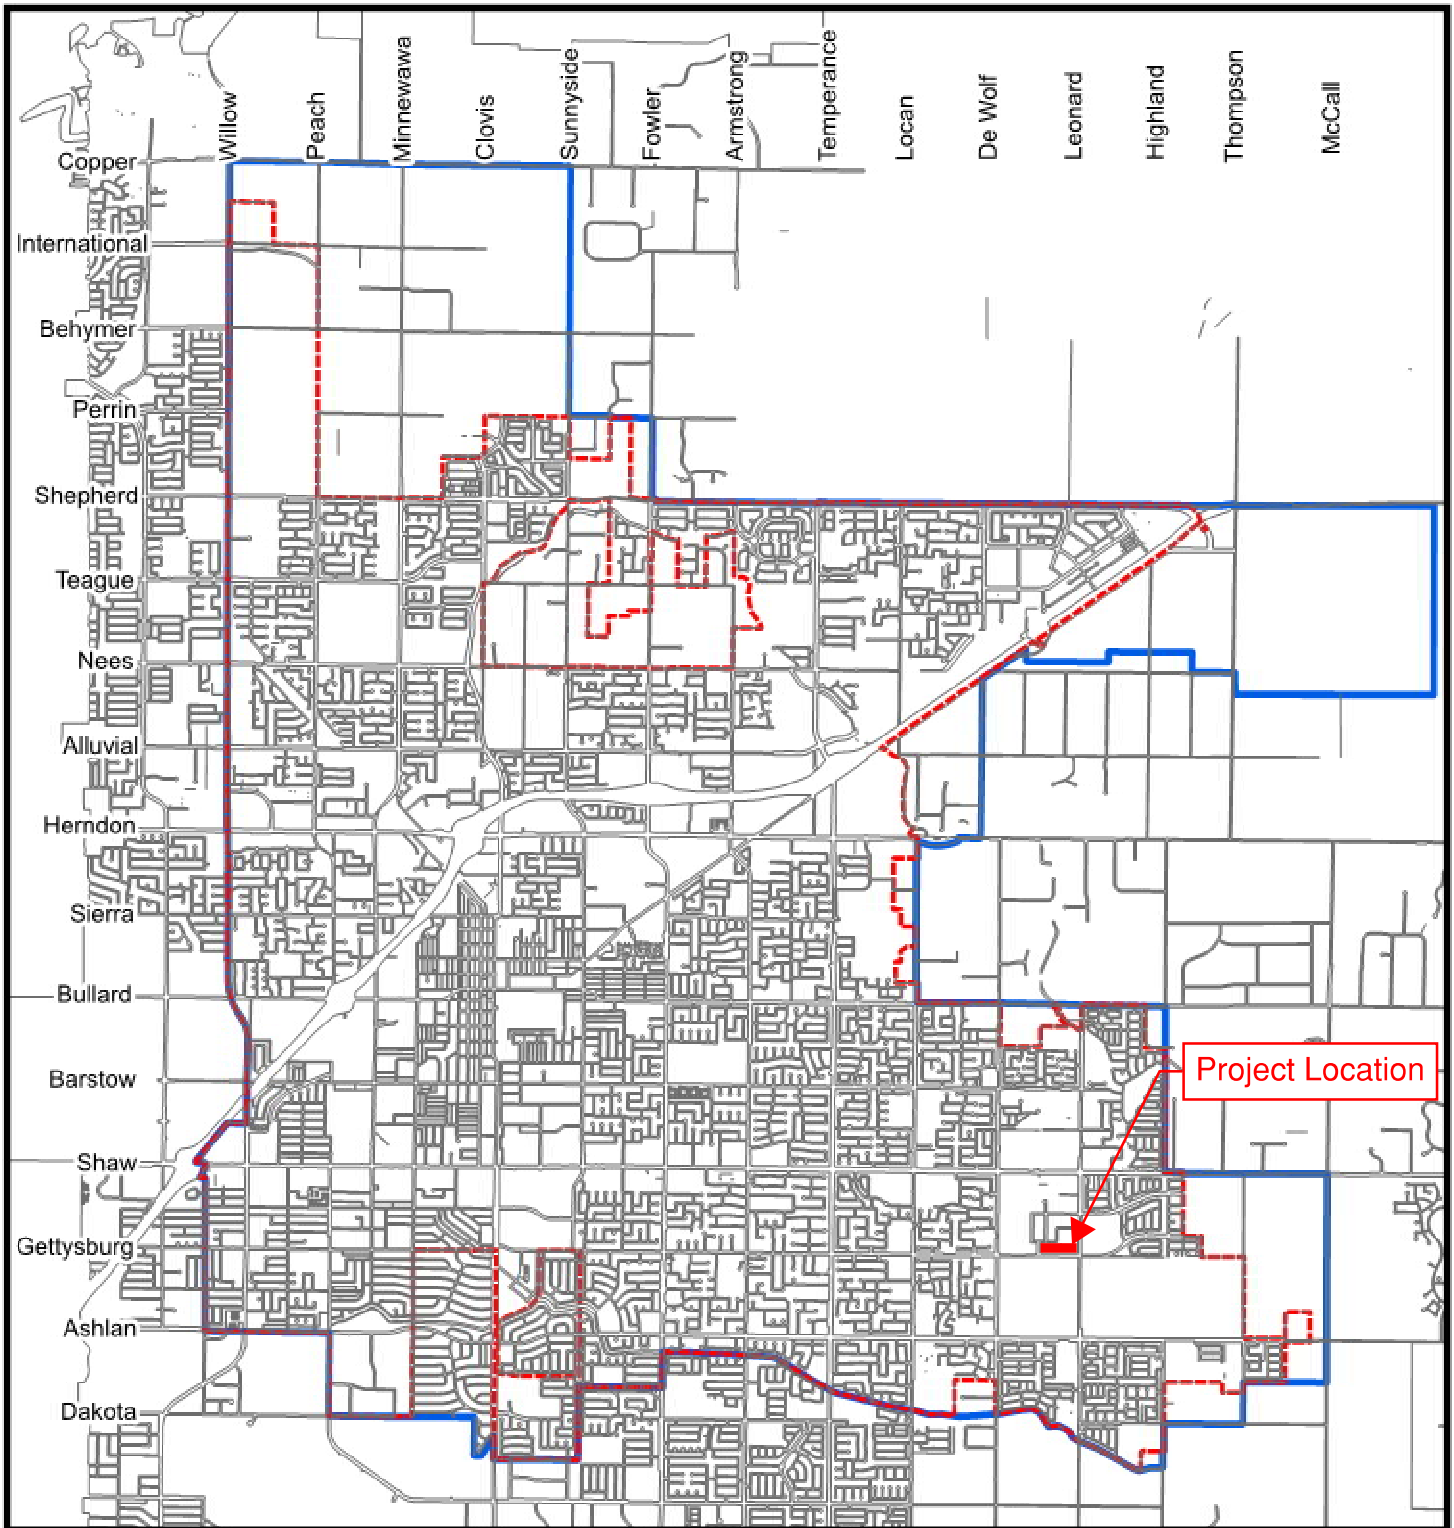 Willow
Peach
Minnewawa
Clovis
Sunnyside
Fowler
Armstrong
Temperance
Locan
De Wolf
Leonard
Highland
Thompson
McCall
Copper
International
Behymer
Perrin
Shepherd
Teague
Nees
Alluvial
Herndon
Sierra
Bullard
Barstow
Project Location
Shaw
Gettysburg
Ashlan
Dakota